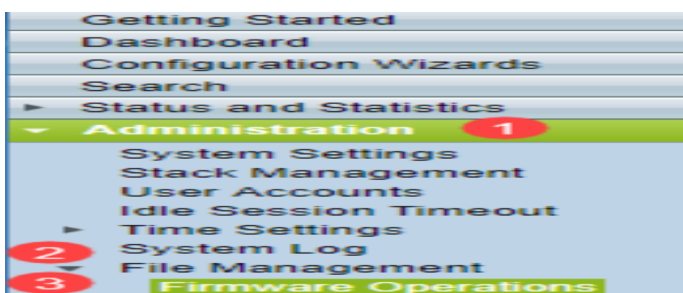 Getting Started
Dashboard
Configuration Wizards
Search
Status and Statistics
Administration 1
System Settings
Stack Management
User Accounts
Idle Session Timeout
Time Settings
2 System Log
File Management
3 Firmware Operations